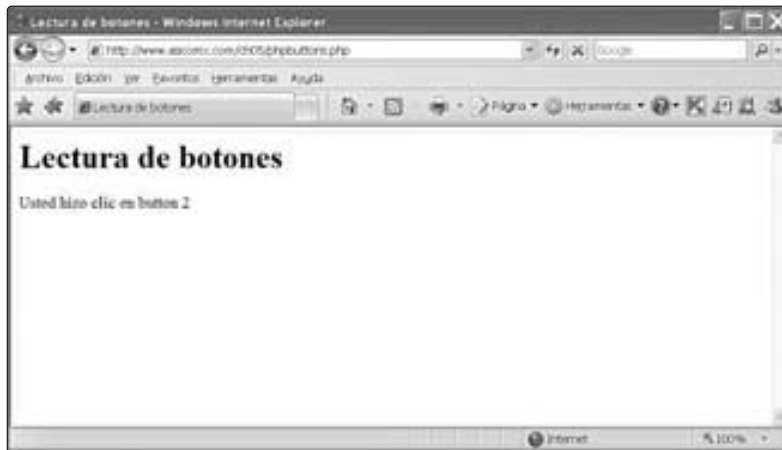 Lectura de botones - Windows Internet Explorer
Google
Archivo Edición Ver Favoritos Herramientas Ayuda
Lectura de botones
Página Herramientas
Lectura de botones
Usted hizo clic en button 2
Internet
100%